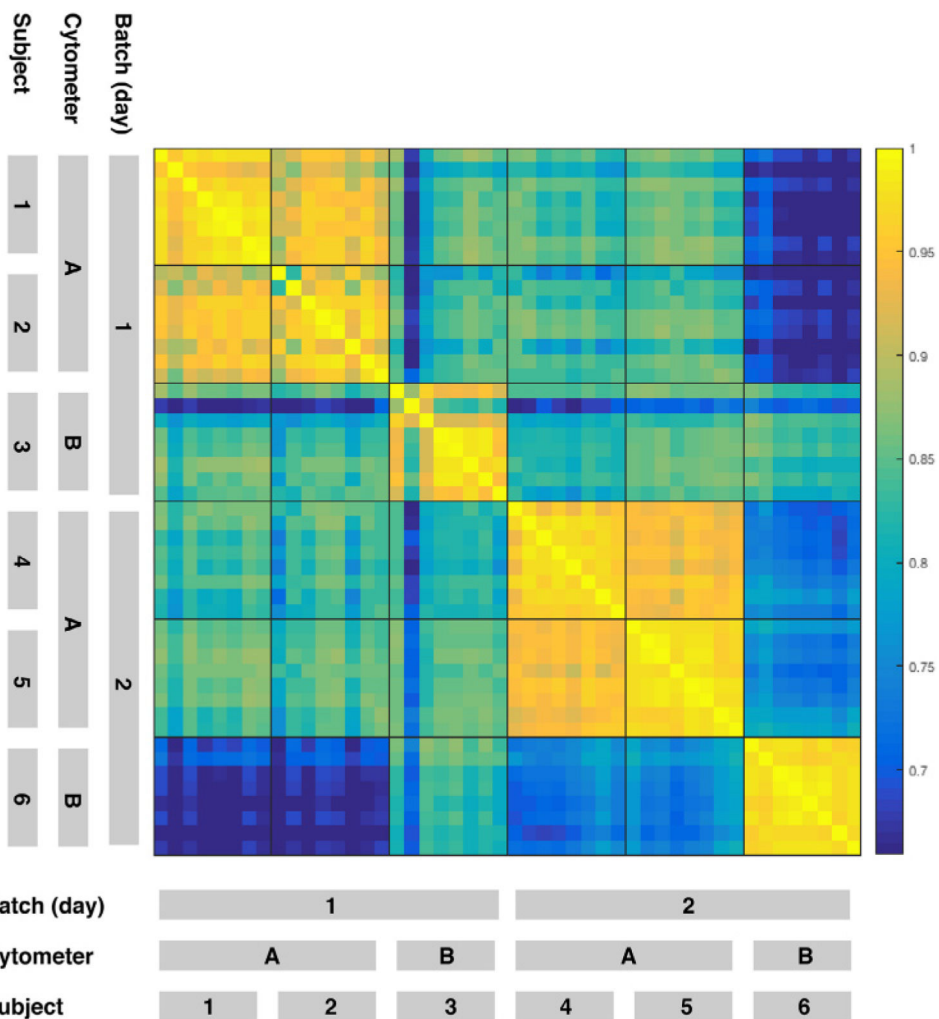 Subject
Cytometer
Batch (day)
1
2
3
4
5
6
A
B
A
B
1
2
1
0.95
0.9
0.85
0.8
0.75
0.7
atch (day) 1 2
ytometer A B A B
ubject 1 2 3 4 5 6